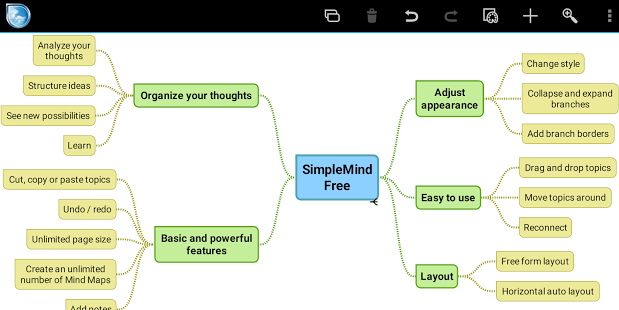 Analyze your
thoughts
Structure ideas
See new possibilities
Learn
Organize your thoughts
Cut, copy or paste topics
Undo / redo
Unlimited page size
Create an unlimited
number of Mind Maps
Add notes
Basic and powerful
features
SimpleMind
Free
Adjust
appearance
Change style
Collapse and expand
branches
Add branch borders
Easy to use
Drag and drop topics
Move topics around
Reconnect
Layout
Free form layout
Horizontal auto layout